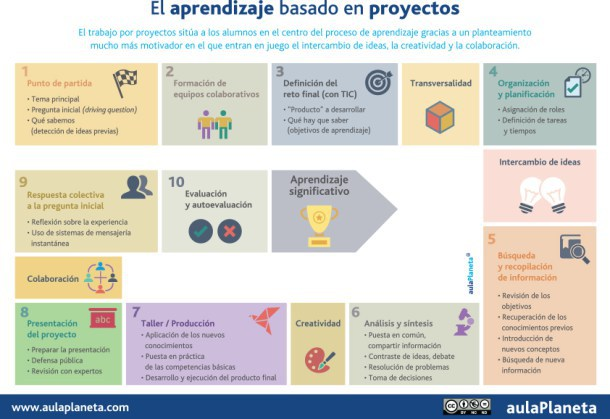 El aprendizaje basado en proyectos
El trabajo por proyectos sitúa a los alumnos en el centro del proceso de aprendizaje gracias a un planteamiento
mucho más motivador en el que entran en juego el intercambio de ideas, la creatividad y la colaboración.
1
Punto de partida
• Tema principal
• Pregunta inicial (driving question)
• Qué sabemos
(detección de ideas previas)
2
Formación de
equipos colaborativos
3
Definición del
reto final (con TIC)
• "Producto" a desarrollar
• Qué hay que saber
(objetivos de aprendizaje)
Transversalidad
4
Organización
y planificación
• Asignación de roles
• Definición de tareas
y tiempos
Intercambio de ideas
5
Búsqueda
y recopilación
de información
• Revisión de los
objetivos
• Recuperación de los
conocimientos previos
• Introducción de
nuevos conceptos
• Búsqueda de nueva
información
6
Análisis y síntesis
• Puesta en común,
compartir información
• Contraste de ideas, debate
• Resolución de problemas
• Toma de decisiones
Creatividad
7
Taller / Producción
• Aplicación de los nuevos
conocimientos
• Puesta en práctica
de las competencias básicas
• Desarrollo y ejecución del producto final
8
Presentación
del proyecto
abc
• Preparar la presentación
• Defensa pública
• Revisión con expertos
Colaboración
9
Respuesta colectiva
a la pregunta inicial
• Reflexión sobre la experiencia
• Uso de sistemas de mensajería
instantánea
10
Evaluación
y autoevaluación
Aprendizaje
significativo
aulaPlaneta
www.aulaPlaneta.com
cc
BY NC ND
aulaPlaneta